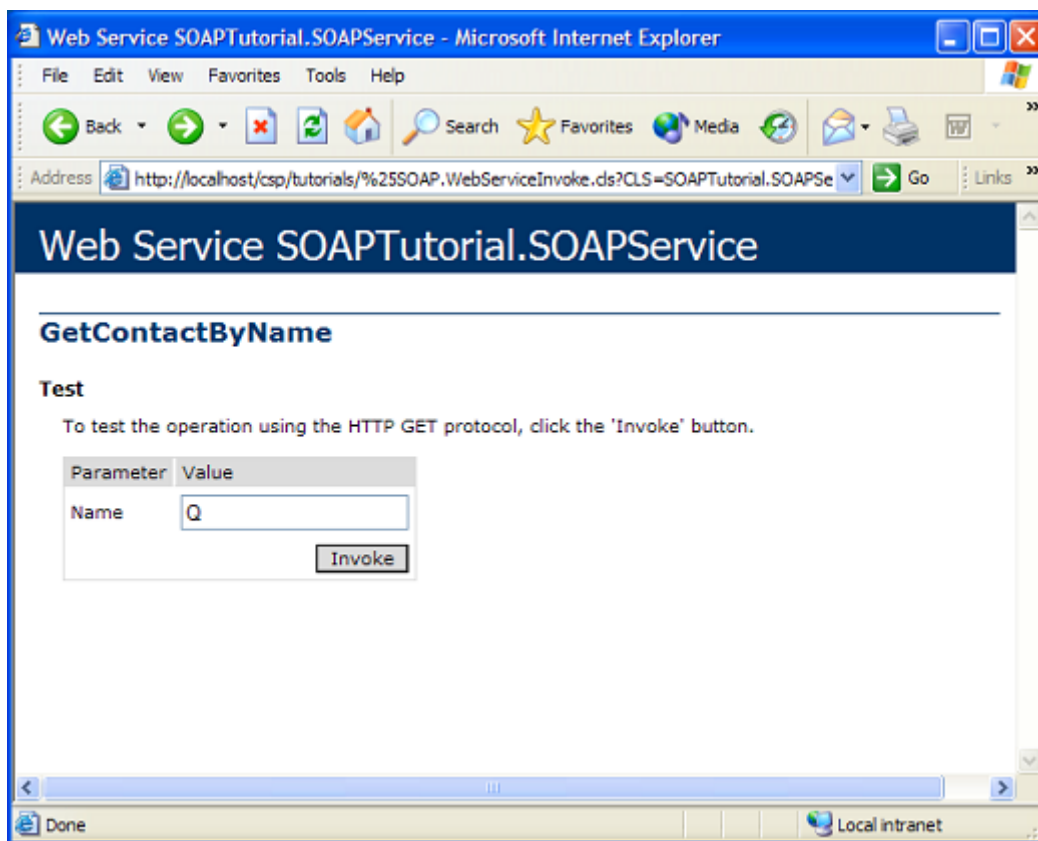 Web Service SOAPTutorial.SOAPService - Microsoft Internet Explorer
File Edit View Favorites Tools Help
Back Search Favorites Media
Address http://localhost/csp/tutorials/%25SOAP.WebServiceInvoke.cls?CLS=SOAPTutorial.SOAPSe Go Links
Web Service SOAPTutorial.SOAPService
GetContactByName
Test
To test the operation using the HTTP GET protocol, click the 'Invoke' button.
Parameter Value
Name Q
Invoke
Done Local intranet